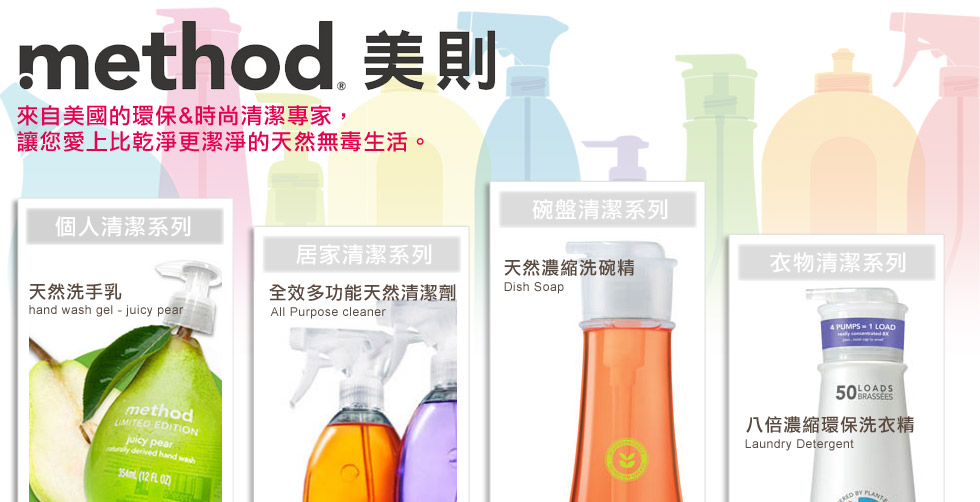 method® 美則
來自美國的環保&時尚清潔專家，
讓您愛上比乾淨更潔淨的天然無毒生活。
個人清潔系列
天然洗手乳
hand wash gel - juicy pear
method
LIMITED EDITION
juicy pear
naturally derived hand wash
354mL (12 FL OZ)
居家清潔系列
全效多功能天然清潔劑
All Purpose cleaner
碗盤清潔系列
天然濃縮洗碗精
Dish Soap
衣物清潔系列
4 PUMPS = 1 LOAD
really concentrated 8X
50 LOADS
BRASSÉES
八倍濃縮環保洗衣精
Laundry Detergent
BY PLANT